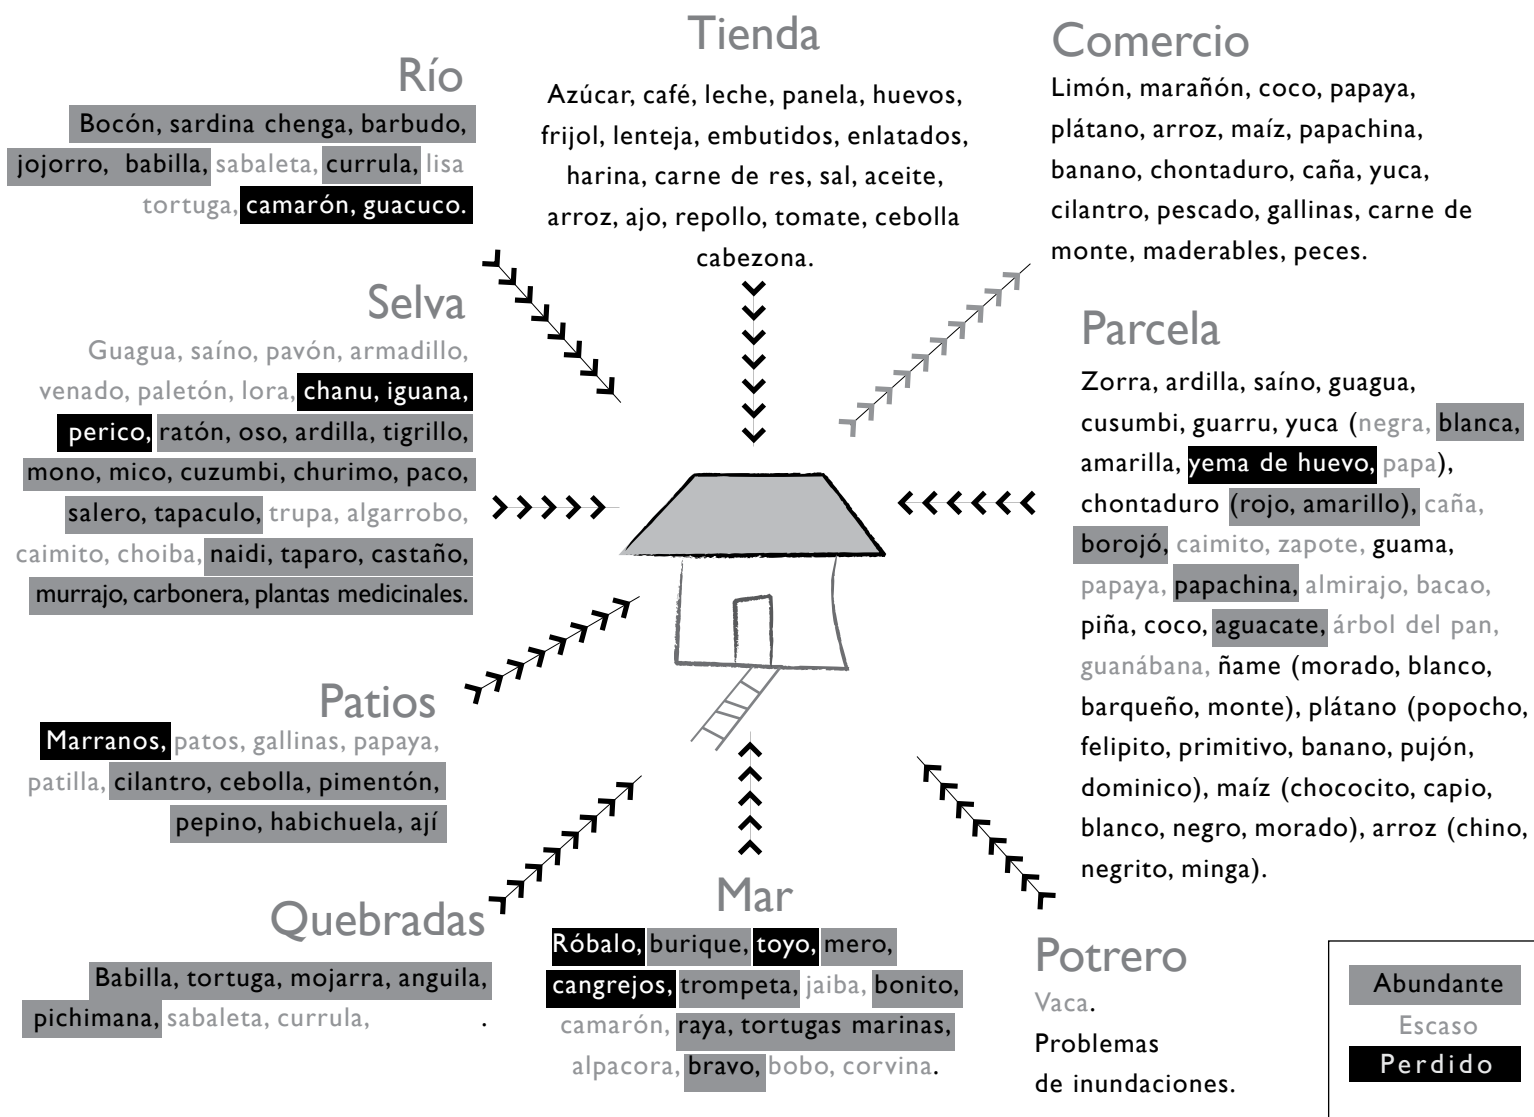 Río
Bocón, sardina chenga, barbudo,
jojorro, babilla, sabaleta, currula, lisa
tortuga, camarón, guacuco.
Tienda
Azúcar, café, leche, panela, huevos,
frijol, lenteja, embutidos, enlatados,
harina, carne de res, sal, aceite,
arroz, ajo, repollo, tomate, cebolla
cabezona.
Comercio
Limón, marañón, coco, papaya,
plátano, arroz, maíz, papachina,
banano, chontaduro, caña, yuca,
cilantro, pescado, gallinas, carne de
monte, maderables, peces.
Selva
Guagua, saíno, pavón, armadillo,
venado, paletón, lora, chanu, iguana,
perico, ratón, oso, ardilla, tigrillo,
mono, mico, cuzumbi, churimo, paco,
salero, tapaculo, trupa, algarrobo,
caimito, choiba, naidi, taparo, castaño,
murrajo, carbonera, plantas medicinales.
Parcela
Zorra, ardilla, saíno, guagua,
cusumbi, guarru, yuca (negra, blanca,
amarilla, yema de huevo, papa),
chontaduro (rojo, amarillo), caña,
borojó, caimito, zapote, guama,
papaya, papachina, almirajo, bacao,
piña, coco, aguacate, árbol del pan,
guanábana, ñame (morado, blanco,
barqueño, monte), plátano (popocho,
felipito, primitivo, banano, pujón,
dominico), maíz (chococito, capio,
blanco, negro, morado), arroz (chino,
negrito, minga).
Patios
Marranos, patos, gallinas, papaya,
patilla, cilantro, cebolla, pimentón,
pepino, habichuela, ají
Quebradas
Babilla, tortuga, mojarra, anguila,
pichimana, sabaleta, currula, .
Mar
Róbalo, burique, toyo, mero,
cangrejos, trompeta, jaiba, bonito,
camarón, raya, tortugas marinas,
alpacora, bravo, bobo, corvina.
Potrero
Vaca.
Problemas
de inundaciones.
Abundante
Escaso
Perdido